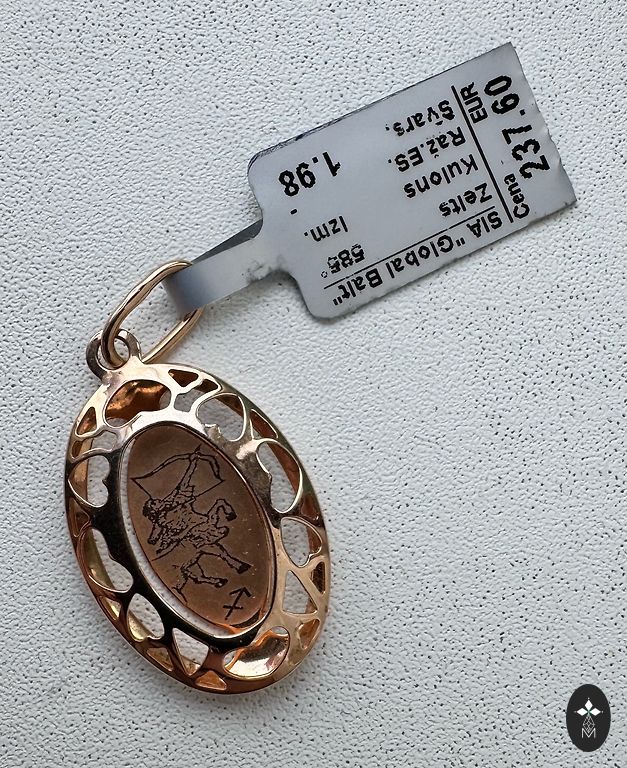 SIA "Global Balt"
Zelts 585°
Kulons Izm. -
Raž.ES.
Svars. 1.98
Cena EUR
237.60
♐
M